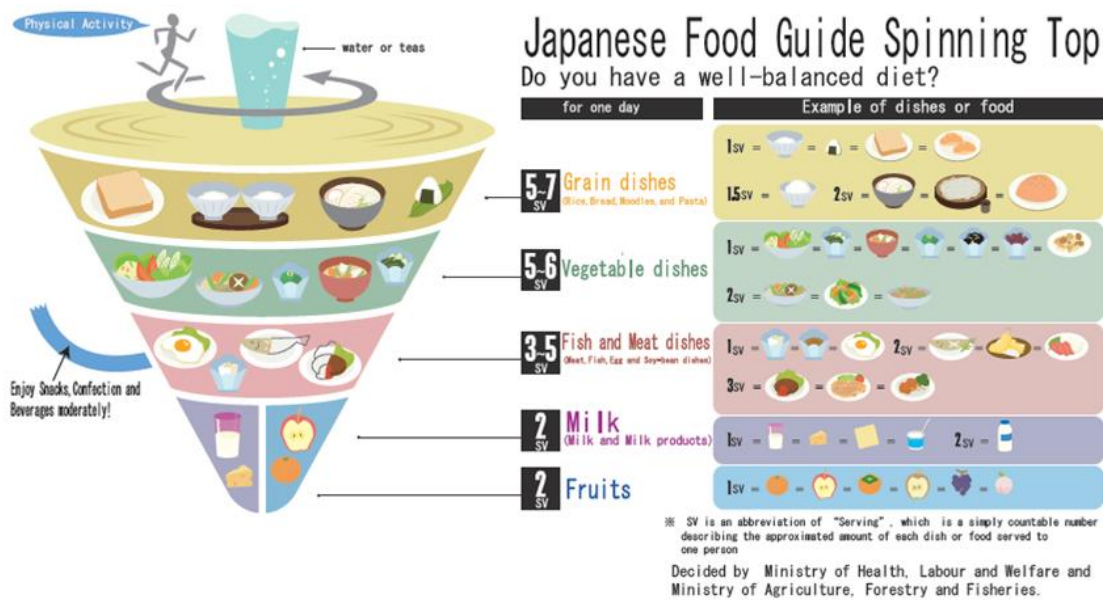 Physical Activity
water or teas
Japanese Food Guide Spinning Top
Do you have a well-balanced diet?
for one day
Example of dishes or food
5~7 SV
Grain dishes
(Rice, Bread, Noodles, and Pasta)
1SV = = = =
1.5SV = 2SV = = =
5~6 SV
Vegetable dishes
1SV = = = = = = =
2SV = = =
3~5 SV
Fish and Meat dishes
(Meat, Fish, Egg and Soy-bean dishes)
1SV = = = 2SV = = =
3SV = = =
Enjoy Snacks, Confection and
Beverages moderately!
2 SV
Milk
(Milk and Milk products)
1SV = = = = 2SV =
2 SV
Fruits
1SV = = = = = =
※ SV is an abbreviation of "Serving", which is a simply countable number
describing the approximated amount of each dish or food served to
one person
Decided by Ministry of Health, Labour and Welfare and
Ministry of Agriculture, Forestry and Fisheries.